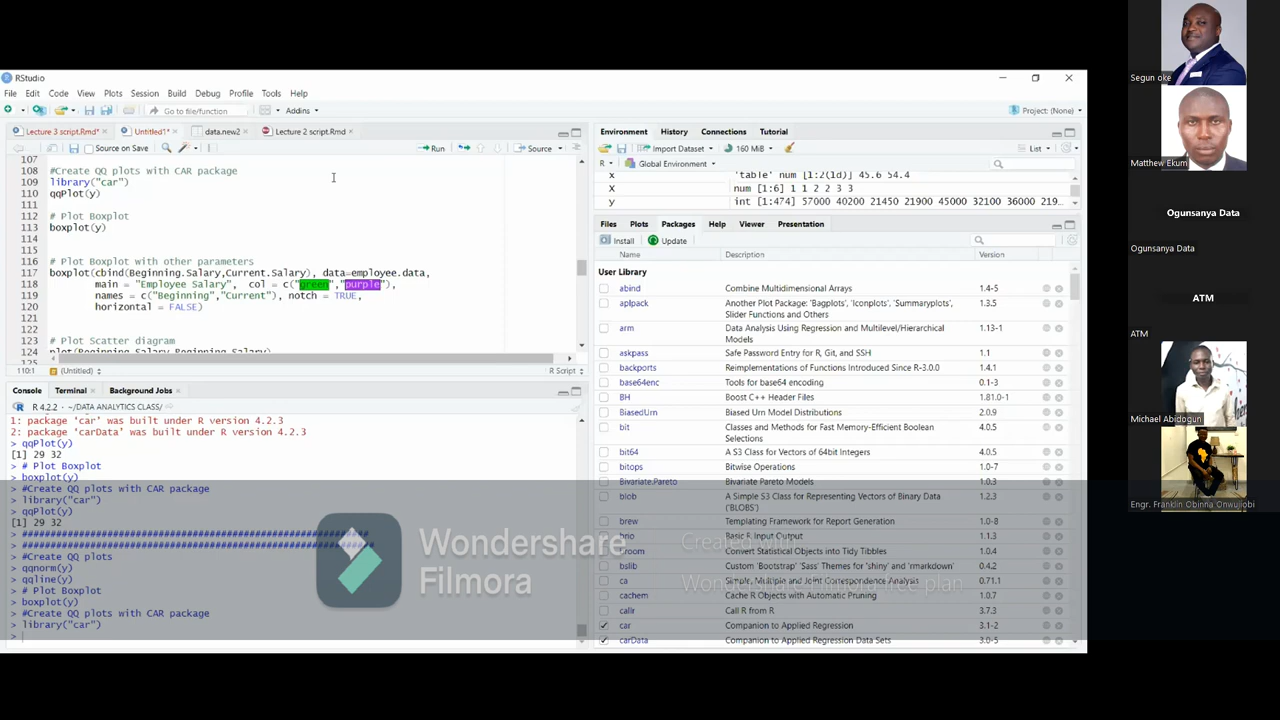 RStudio
File Edit Code View Plots Session Build Debug Profile Tools Help
Go to file/function
Addins
Project: (None)
Lecture 3 script.Rmd*
Untitled1*
data.new2
Lecture 2 script.Rmd
Source on Save
Run
Source
107
108 #Create QQ plots with CAR package
109 library("car")
110 qqPlot(y)
111
112 # Plot Boxplot
113 boxplot(y)
114
115
116 # Plot Boxplot with other parameters
117 boxplot(cbind(Beginning.Salary,Current.Salary), data=employee.data,
118 main = "Employee Salary", col = c("green","purple"),
119 names = c("Beginning","Current"), notch = TRUE,
120 horizontal = FALSE)
121
122
123 # Plot Scatter diagram
124 plot(Beginning.Salary,Beginning.Salary)
125
110:1 (Untitled) R Script
Console Terminal Background Jobs
R 4.2.2 · ~/DATA ANALYTICS CLASS/
1: package 'car' was built under R version 4.2.3
2: package 'carData' was built under R version 4.2.3
> qqPlot(y)
[1] 29 32
> # Plot Boxplot
> boxplot(y)
> #Create QQ plots with CAR package
> library("car")
> qqPlot(y)
[1] 29 32
> ##########################################################
> ###########################################################
> #Create QQ plots
> qqnorm(y)
> qqline(y)
> # Plot Boxplot
> boxplot(y)
> #Create QQ plots with CAR package
> library("car")
>
Environment History Connections Tutorial
Import Dataset
160 MiB
List
R
Global Environment
x 'table' num [1:2(1d)] 45.6 54.4
X num [1:6] 1 1 2 2 3 3
y int [1:474] 57000 40200 21450 21900 45000 32100 36000 219...
Files Plots Packages Help Viewer Presentation
Install
Update
Name Description Version
User Library
abind Combine Multidimensional Arrays 1.4-5
aplpack Another Plot Package: 'Bagplots', 'Iconplots', 'Summaryplots', Slider Functions and Others 1.3.5
arm Data Analysis Using Regression and Multilevel/Hierarchical Models 1.13-1
askpass Safe Password Entry for R, Git, and SSH 1.1
backports Reimplementations of Functions Introduced Since R-3.0.0 1.4.1
base64enc Tools for base64 encoding 0.1-3
BH Boost C++ Header Files 1.81.0-1
BiasedUrn Biased Urn Model Distributions 2.0.9
bit Classes and Methods for Fast Memory-Efficient Boolean Selections 4.0.5
bit64 A S3 Class for Vectors of 64bit Integers 4.0.5
bitops Bitwise Operations 1.0-7
Bivariate.Pareto Bivariate Pareto Models 1.0.3
blob A Simple S3 Class for Representing Vectors of Binary Data ('BLOBS') 1.2.3
brew Templating Framework for Report Generation 1.0-8
brio Basic R Input Output 1.1.3
broom Convert Statistical Objects into Tidy Tibbles 1.0.4
bslib Custom 'Bootstrap' 'Sass' Themes for 'shiny' and 'rmarkdown' 0.4.2
ca Simple, Multiple and Joint Correspondence Analysis 0.71.1
cachem Cache R Objects with Automatic Pruning 1.0.7
callr Call R from R 3.7.3
car Companion to Applied Regression 3.1-2
carData Companion to Applied Regression Data Sets 3.0-5
Wondershare
Filmora
Created with
Wondershare Filmora free plan
Segun oke
Matthew Ekum
Ogunsanya Data
Ogunsanya Data
ATM
ATM
Michael Abidogun
Engr. Franklin Obinna Onwujiobi